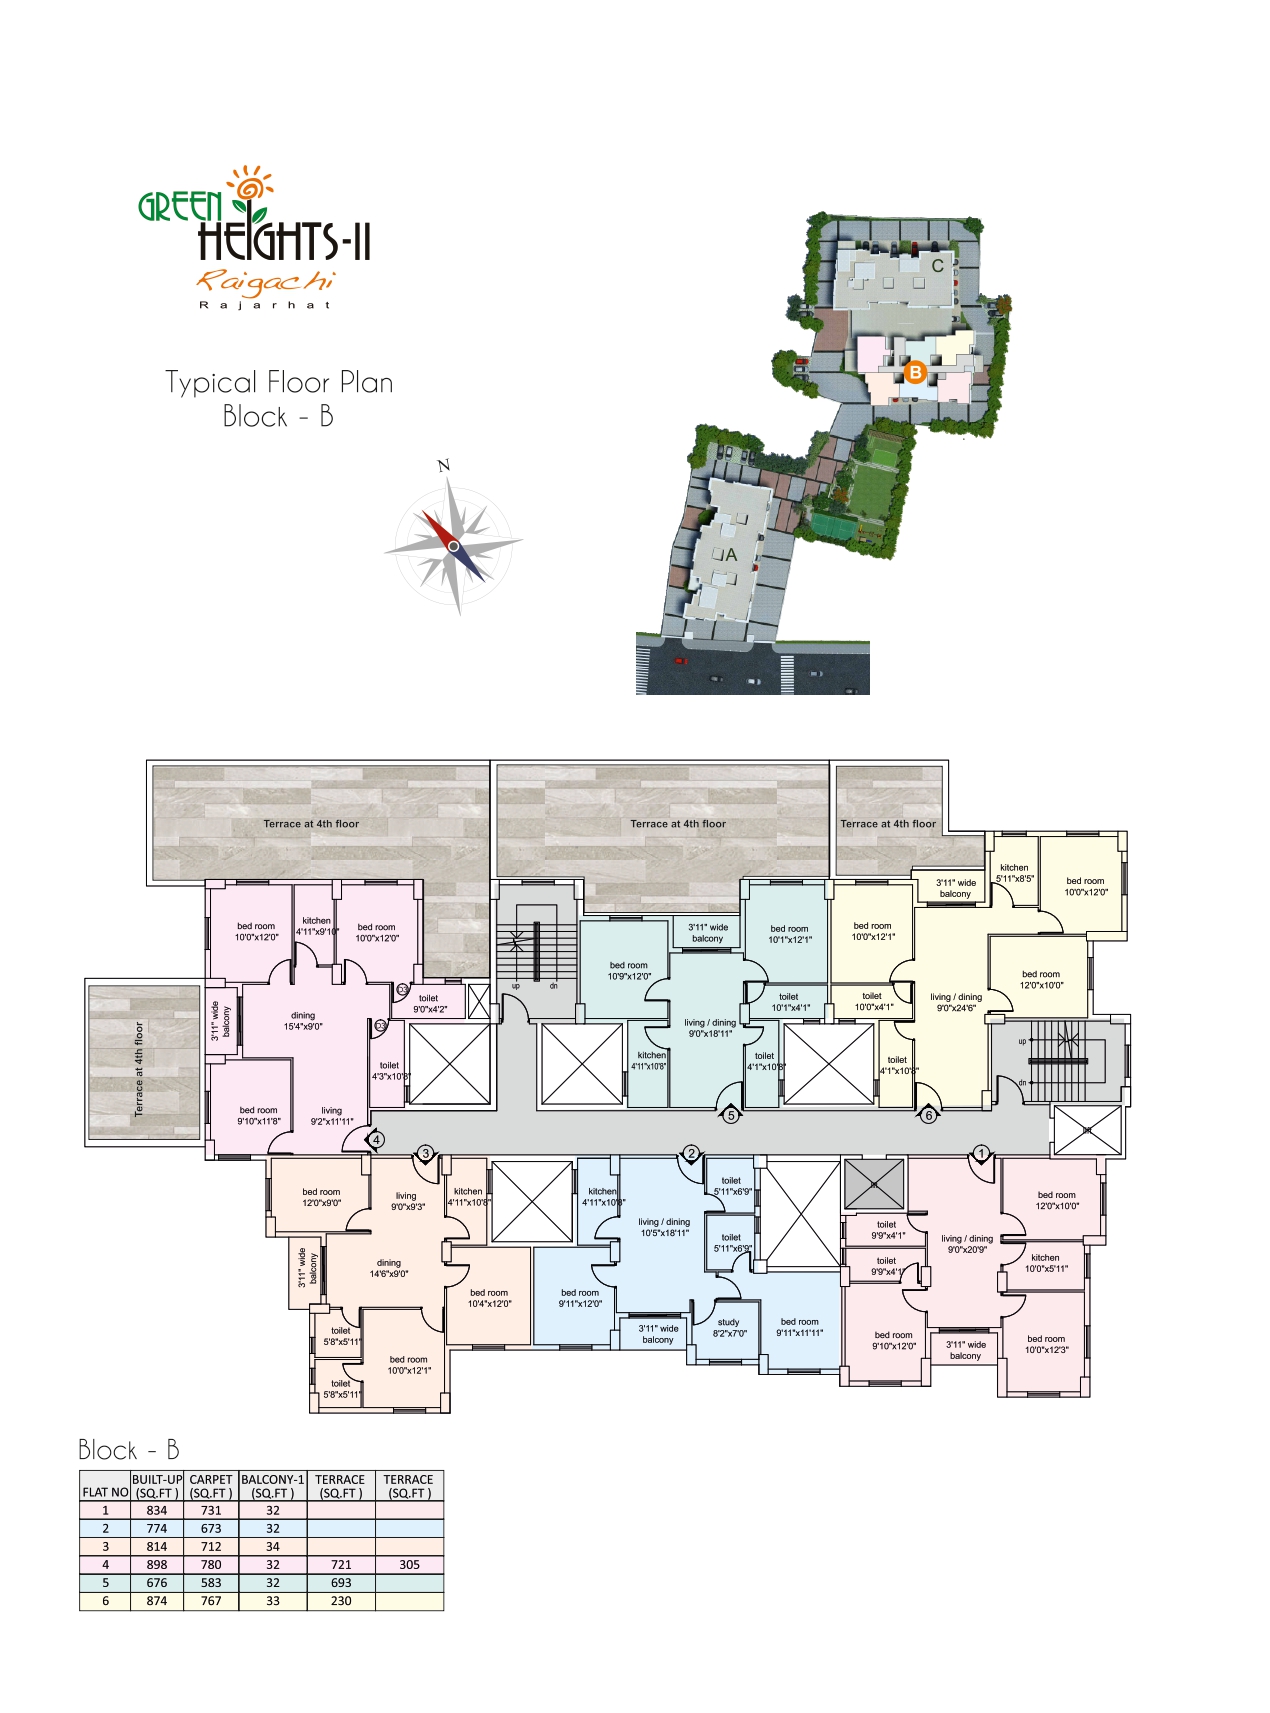 GREEN
HEIGHTS-II
Raigachi
Rajarhat
Typical Floor Plan
Block - B
N
C
B
A
Terrace at 4th floor
Terrace at 4th floor
Terrace at 4th floor
kitchen
5'11"x8'5"
bed room
10'0"x12'0"
3'11" wide
balcony
bed room
10'0"x12'0"
kitchen
4'11"x9'10"
bed room
10'0"x12'0"
3'11" wide
balcony
bed room
10'1"x12'1"
bed room
10'0"x12'1"
bed room
10'9"x12'0"
bed room
12'0"x10'0"
up
dn
toilet
9'0"x4'2"
toilet
10'1"x4'1"
toilet
10'0"x4'1"
living / dining
9'0"x24'6"
3'11" wide
balcony
dining
15'4"x9'0"
living / dining
9'0"x18'11"
Terrace at 4th floor
toilet
4'3"x10'8"
kitchen
4'11"x10'8"
toilet
4'1"x10'8"
toilet
4'1"x10'8"
up
dn
bed room
9'10"x11'8"
living
9'2"x11'11"
5
6
lift
4
3
2
1
bed room
12'0"x9'0"
living
9'0"x9'3"
kitchen
4'11"x10'8"
kitchen
4'11"x10'8"
toilet
5'11"x6'9"
lift
bed room
12'0"x10'0"
living / dining
10'5"x18'11"
toilet
5'11"x6'9"
toilet
9'9"x4'1"
living / dining
9'0"x20'9"
3'11" wide
balcony
dining
14'6"x9'0"
toilet
9'9"x4'1"
kitchen
10'0"x5'11"
bed room
10'4"x12'0"
bed room
9'11"x12'0"
3'11" wide
balcony
study
8'2"x7'0"
bed room
9'11"x11'11"
bed room
9'10"x12'0"
3'11" wide
balcony
bed room
10'0"x12'3"
toilet
5'8"x5'11"
bed room
10'0"x12'1"
toilet
5'8"x5'11"
Block - B
FLAT NO BUILT-UP (SQ.FT ) CARPET (SQ.FT ) BALCONY-1 (SQ.FT ) TERRACE (SQ.FT ) TERRACE (SQ.FT )
1 834 731 32
2 774 673 32
3 814 712 34
4 898 780 32 721 305
5 676 583 32 693
6 874 767 33 230